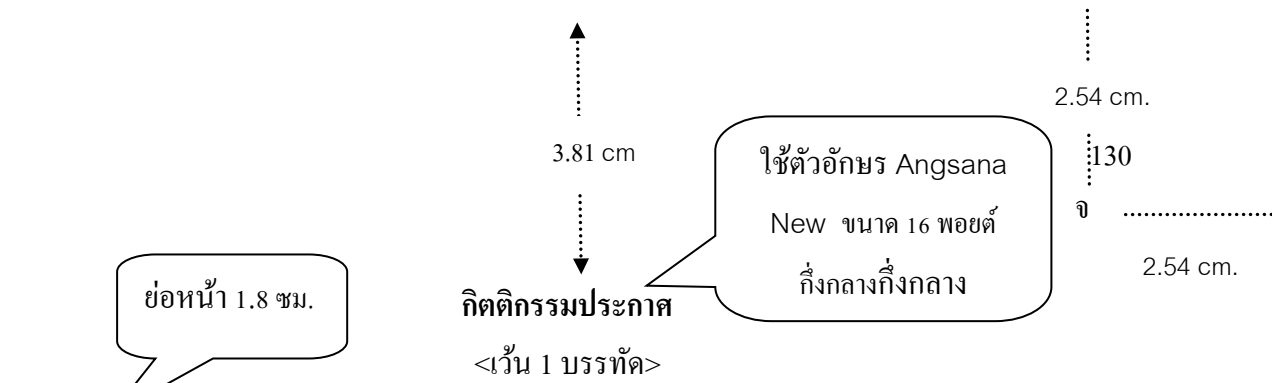 2.54 cm.
3.81 cm
130
ใช้ตัวอักษร Angsana
New ขนาด 16 พอยต์
กึ่งกลางกึ่งกลาง
จ
2.54 cm.
ย่อหน้า 1.8 ซม.
กิตติกรรมประกาศ
<เว้น 1 บรรทัด>